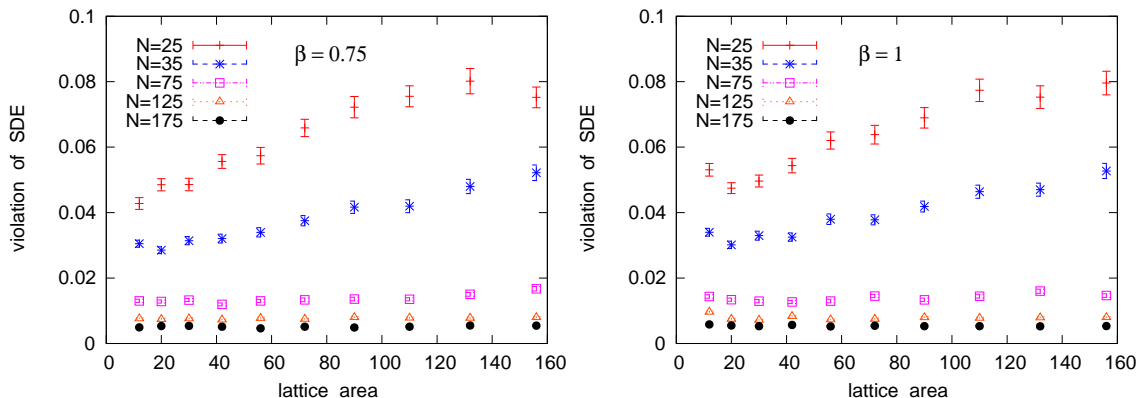 0.1
0.08
0.06
0.04
0.02
0
violation of SDE
N=25
N=35
N=75
N=125
N=175
β = 0.75
0 20 40 60 80 100 120 140 160
lattice area
0.1
0.08
0.06
0.04
0.02
0
violation of SDE
N=25
N=35
N=75
N=125
N=175
β = 1
0 20 40 60 80 100 120 140 160
lattice area